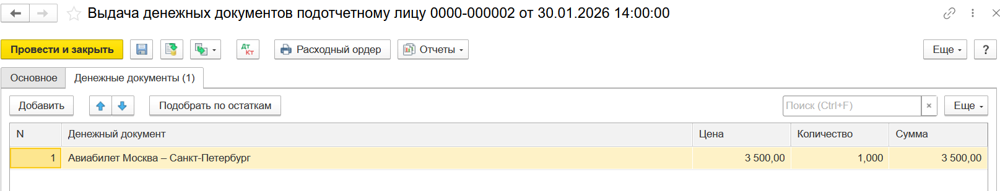 Выдача денежных документов подотчетному лицу 0000-000002 от 30.01.2026 14:00:00
Провести и закрыть Дт Кт Расходный ордер Отчеты Еще ?
Основное Денежные документы (1)
Добавить Подобрать по остаткам Поиск (Ctrl+F) × Еще
N Денежный документ Цена Количество Сумма
1 Авиабилет Москва – Санкт-Петербург 3 500,00 1,000 3 500,00